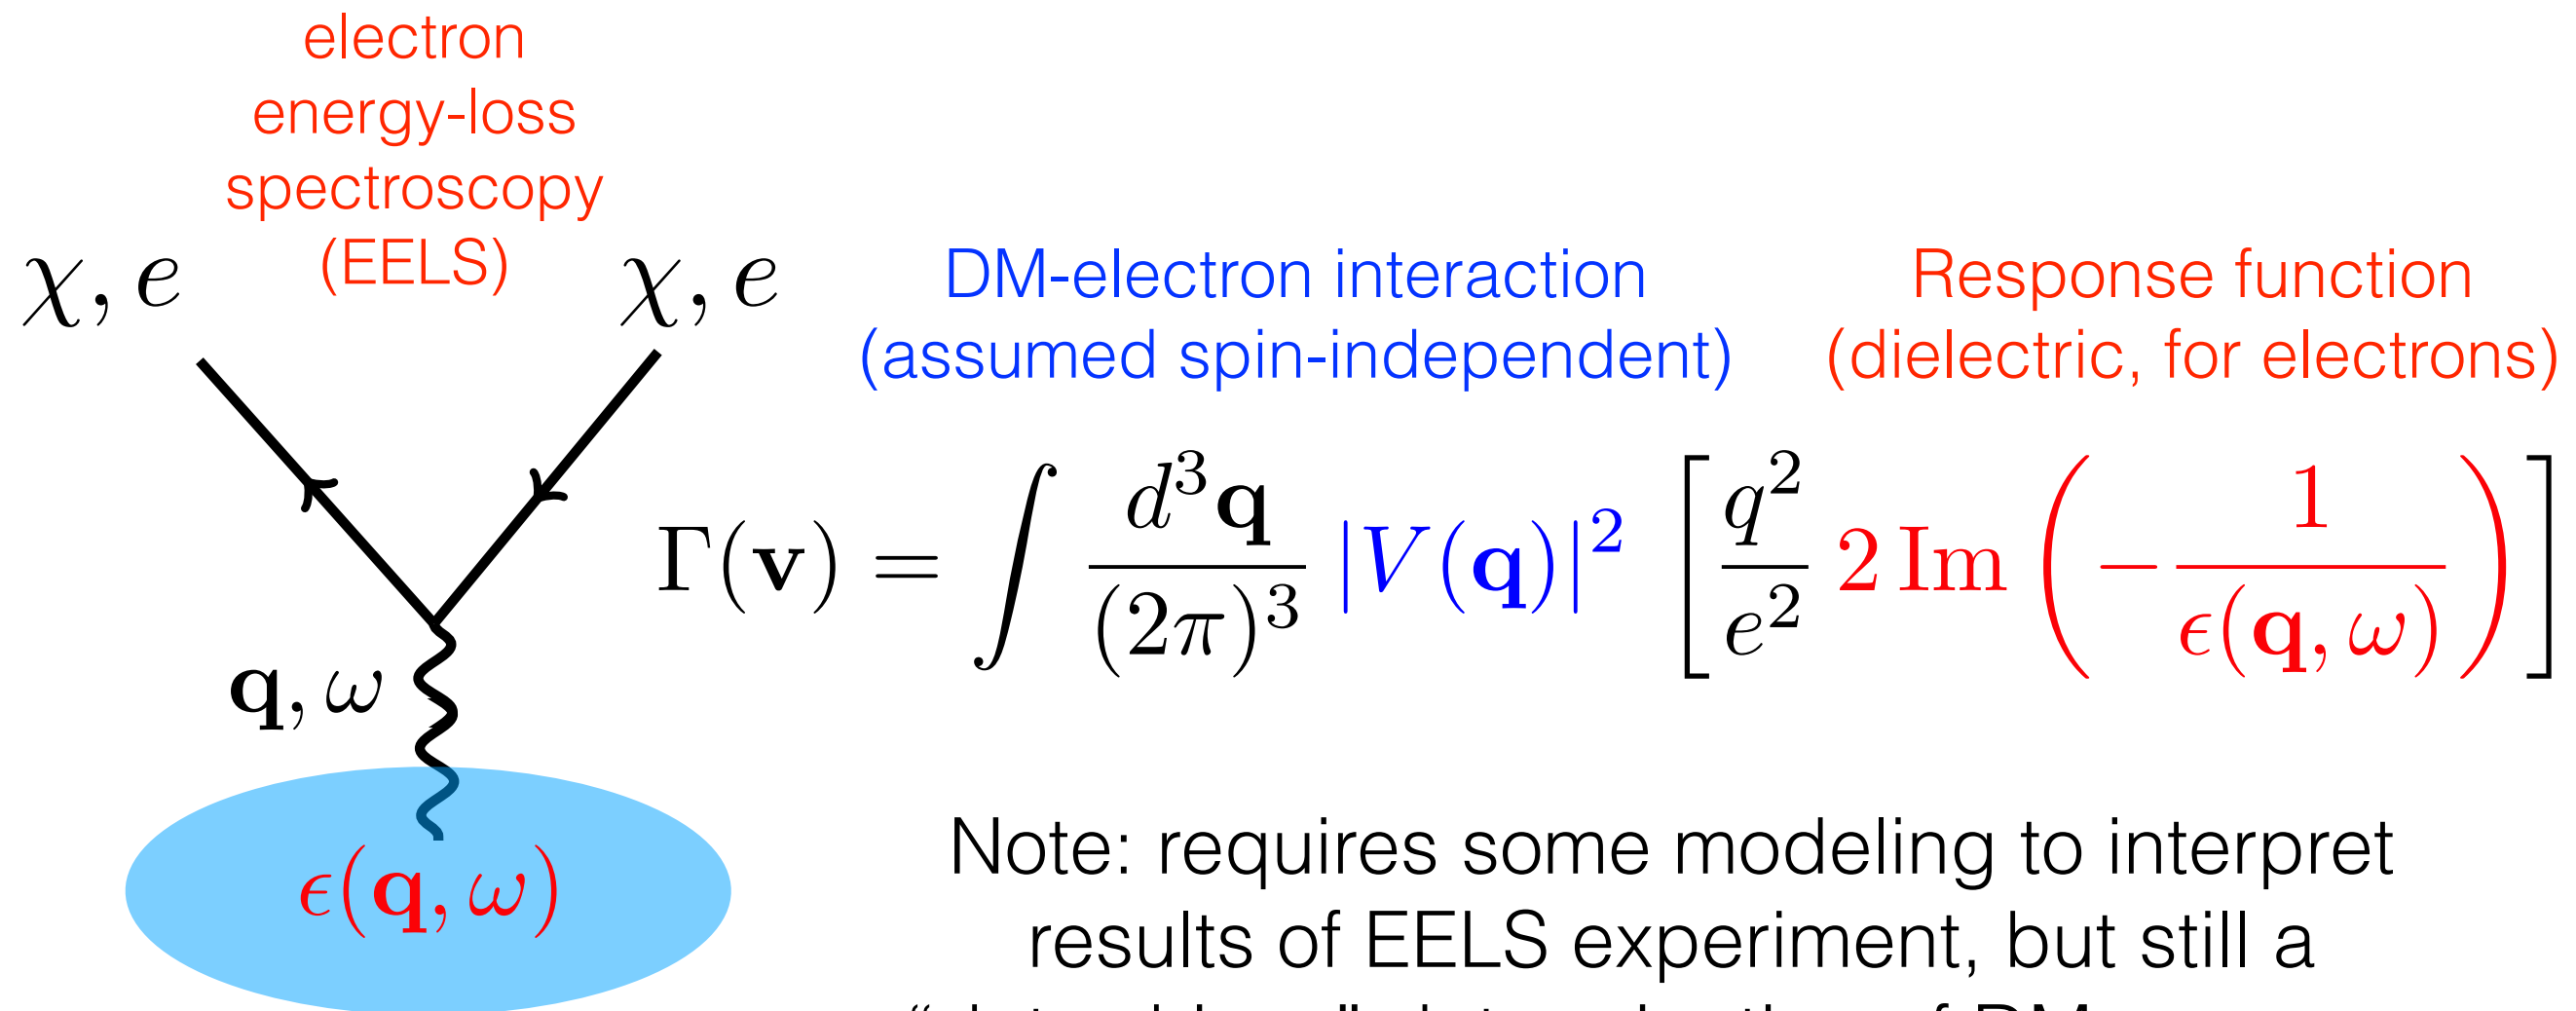 electron
energy-loss
spectroscopy
(EELS)
χ, e
χ, e
DM-electron interaction
(assumed spin-independent)
Response function
(dielectric, for electrons)
Γ(𝐯) = ∫ d³𝐪/(2π)³ |V(𝐪)|² [q²/e² 2 Im (−1/ϵ(𝐪, ω))]
𝐪, ω
ϵ(𝐪, ω)
Note: requires some modeling to interpret
results of EELS experiment, but still a